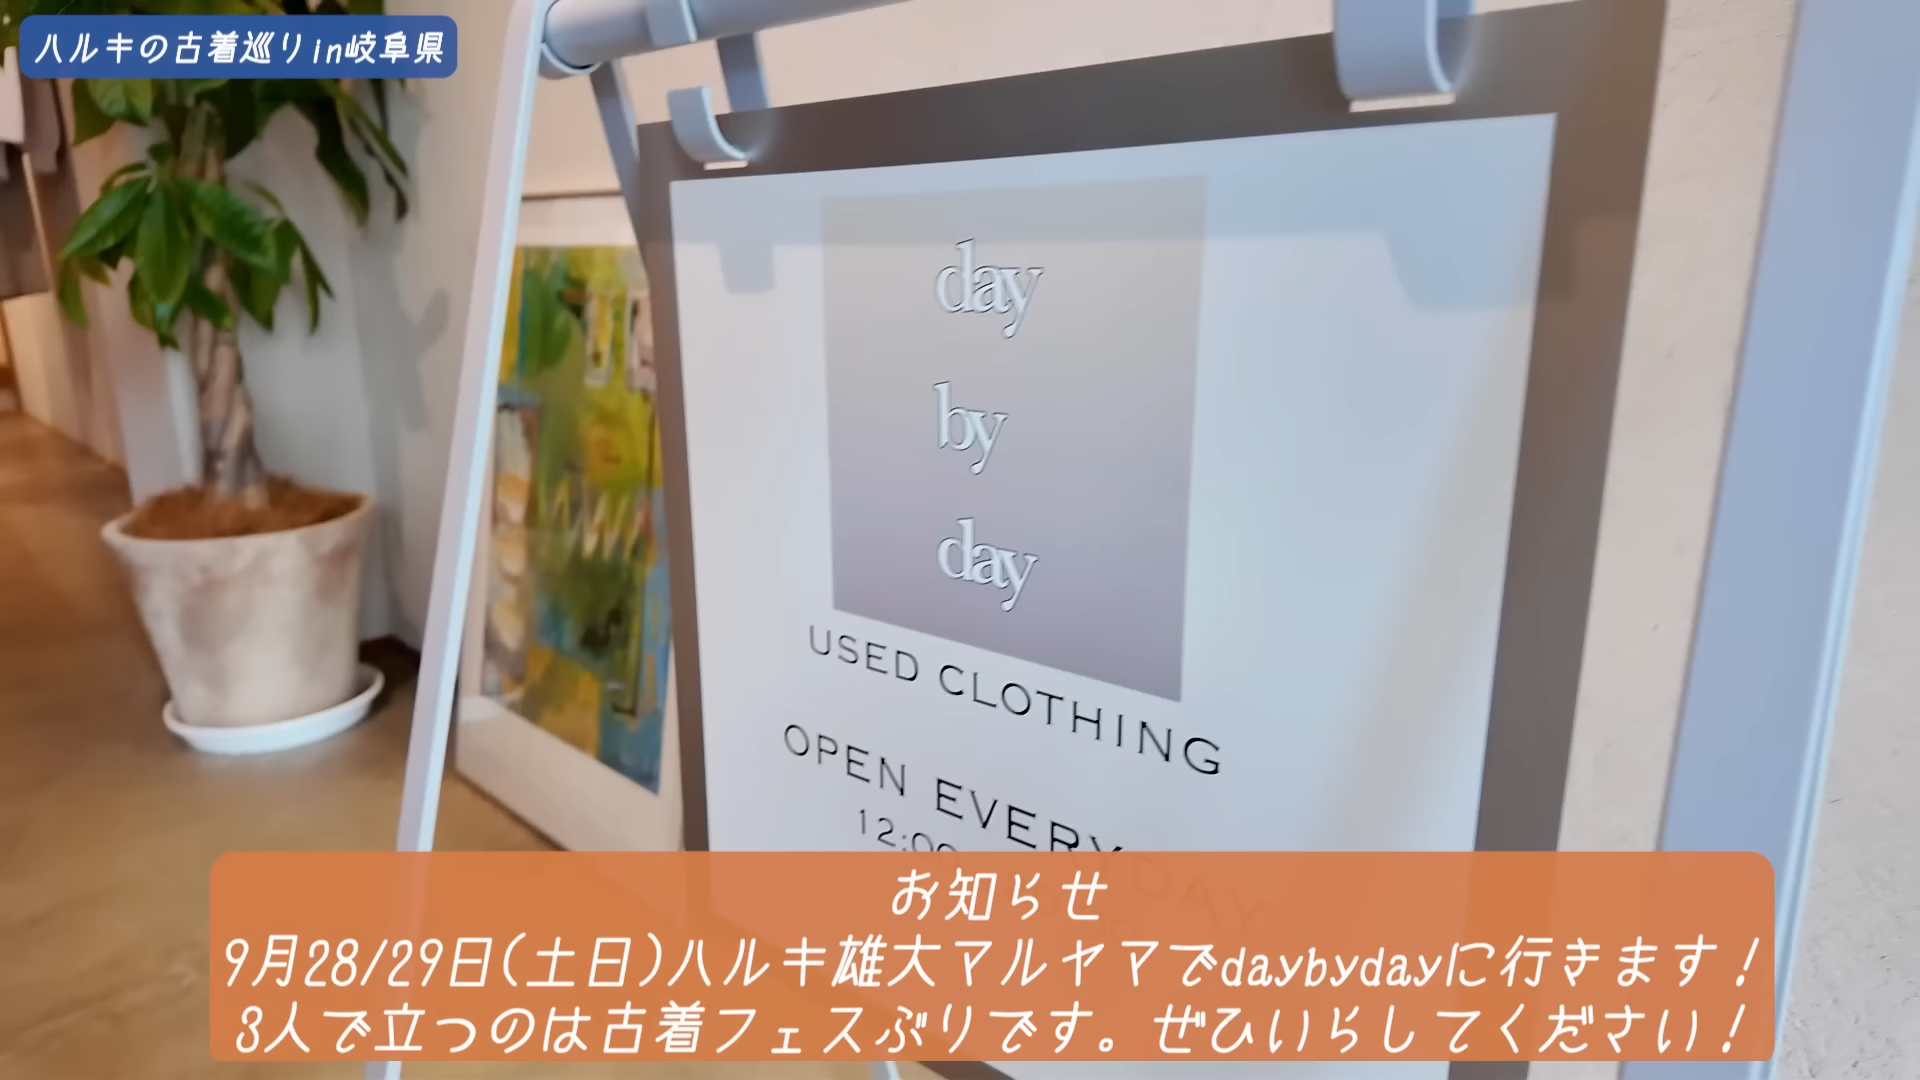 ハルキの古着巡りin岐阜県
day
by
day
USED CLOTHING
OPEN EVERYDAY
12:00
お知らせ
9月28/29日(土日)ハルキ雄大マルヤマでdaybydayに行きます!
3人で立つのは古着フェスぶりです。ぜひいらしてください!